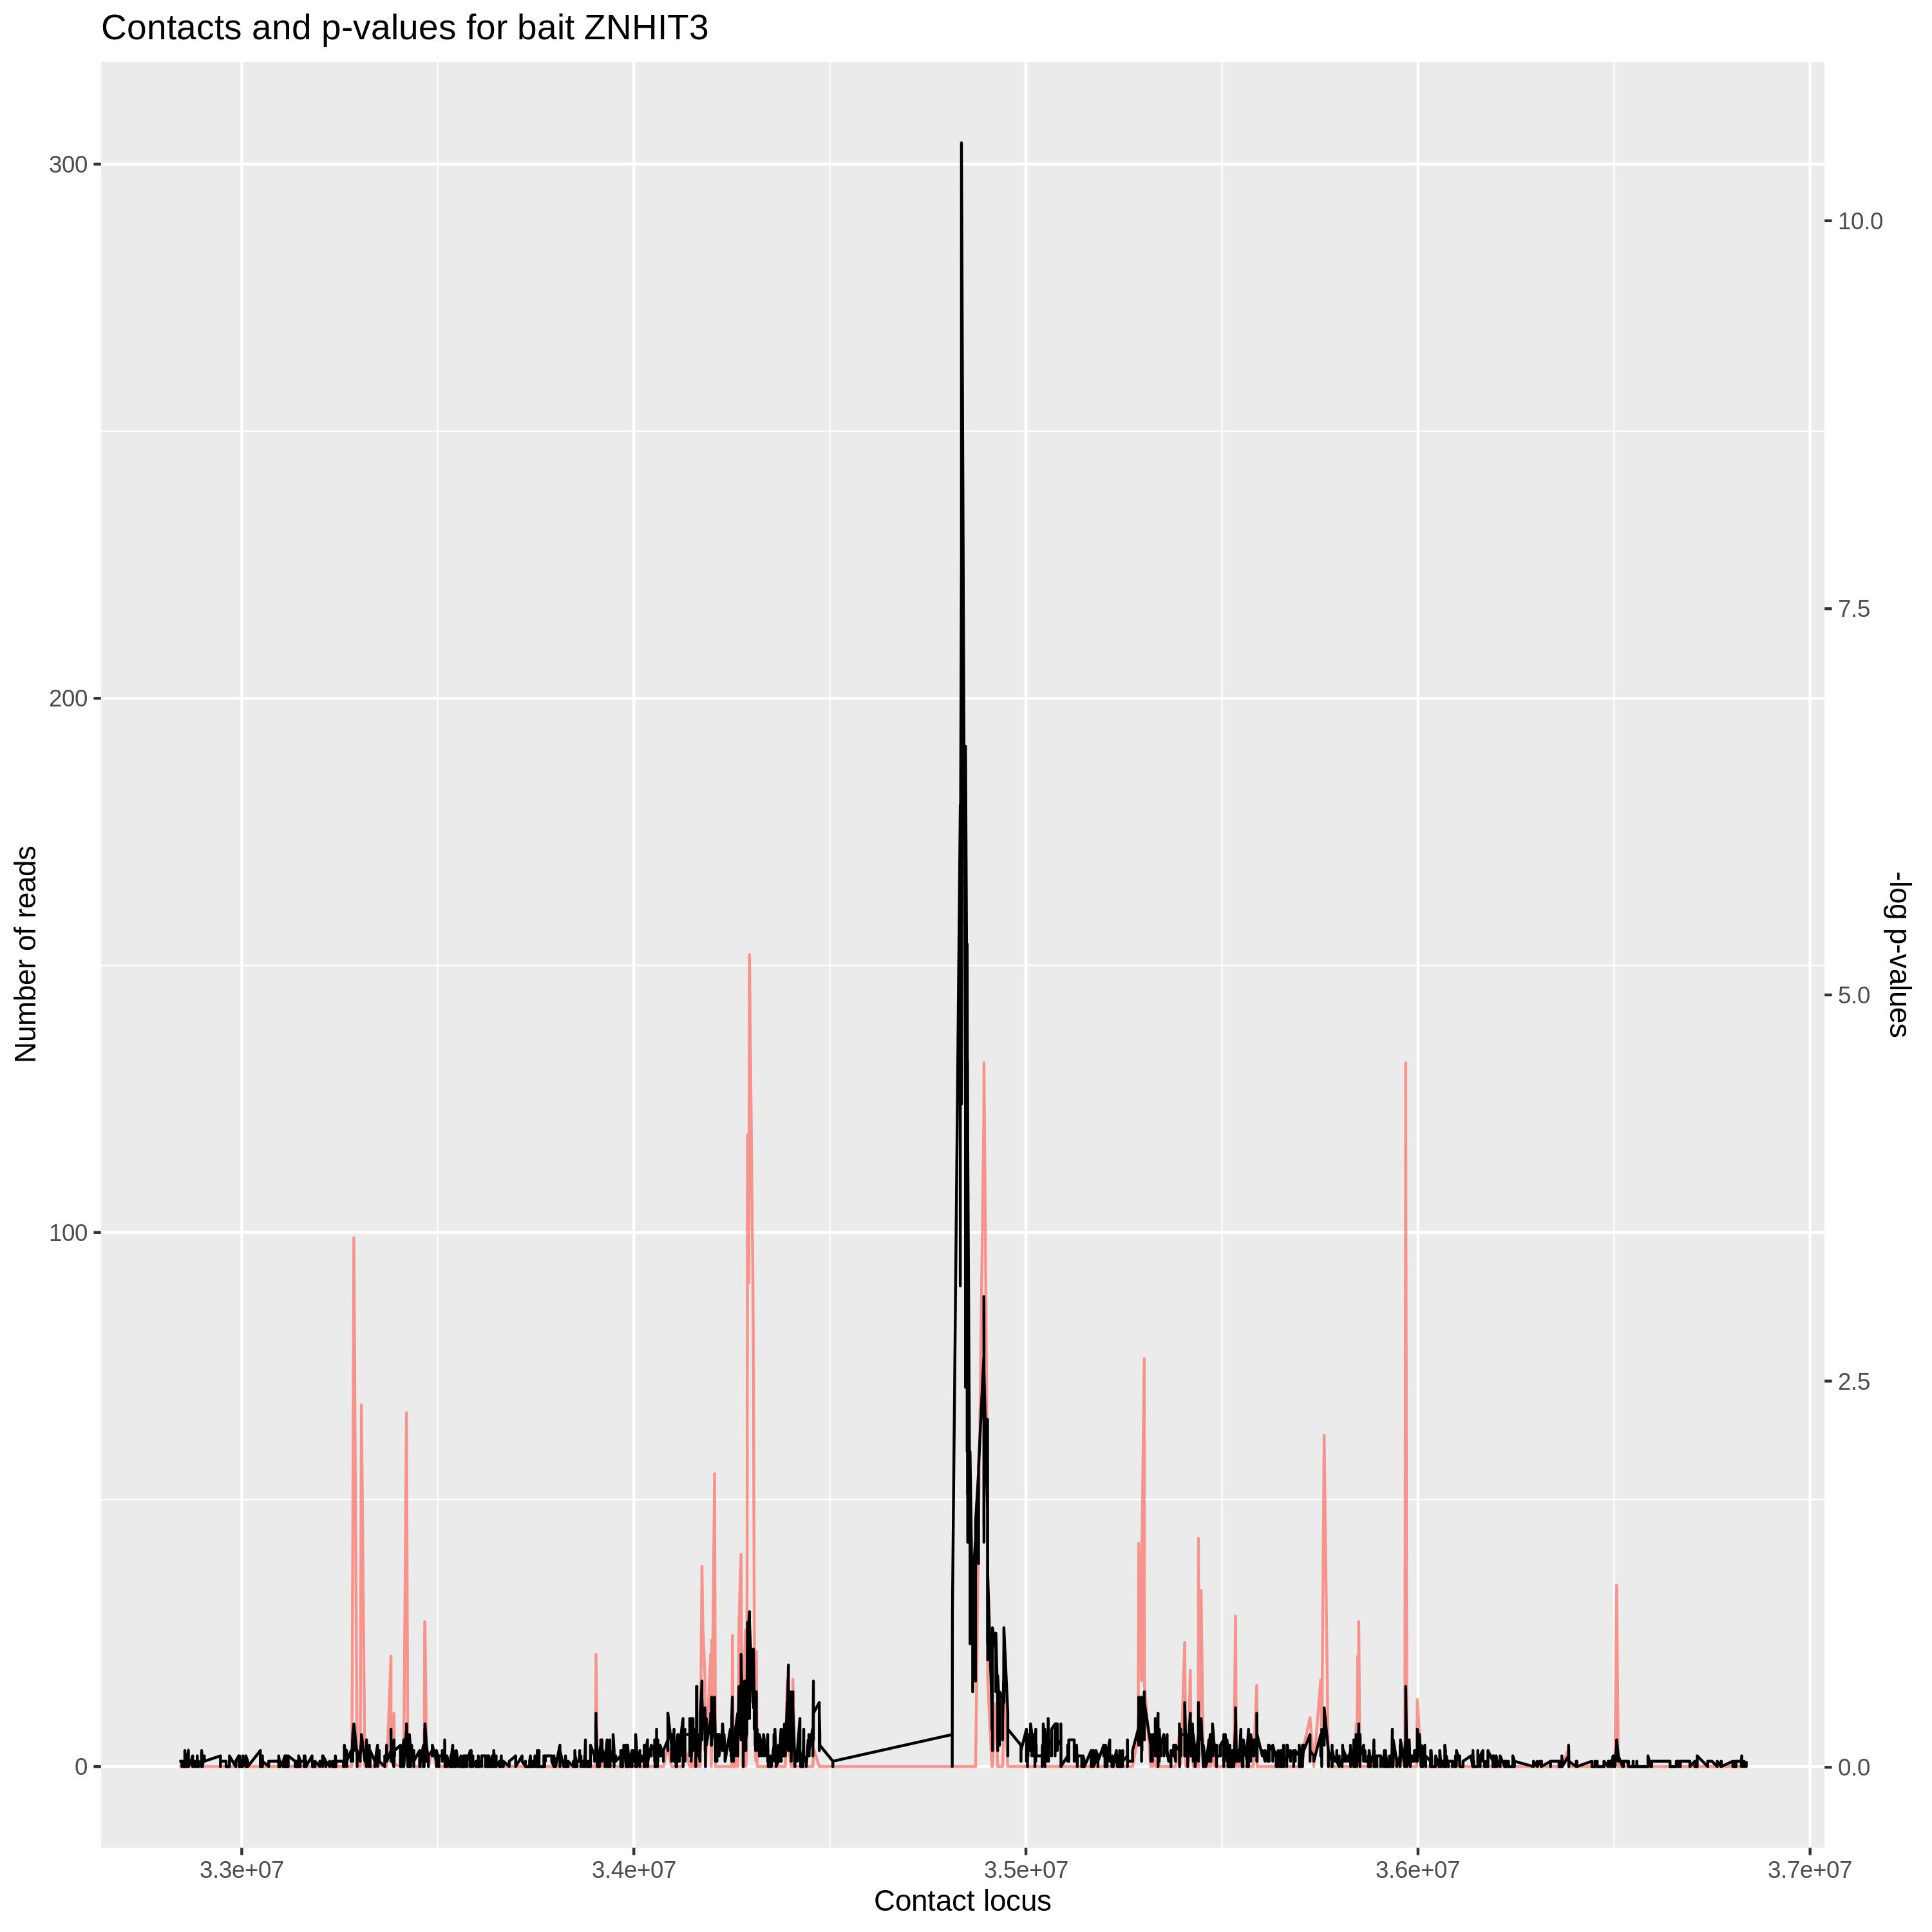 Contacts and p-values for bait ZNHIT3
300
200
100
0
Number of reads
10.0
7.5
5.0
2.5
0.0
-log p-values
3.3e+07
3.4e+07
3.5e+07
3.6e+07
3.7e+07
Contact locus